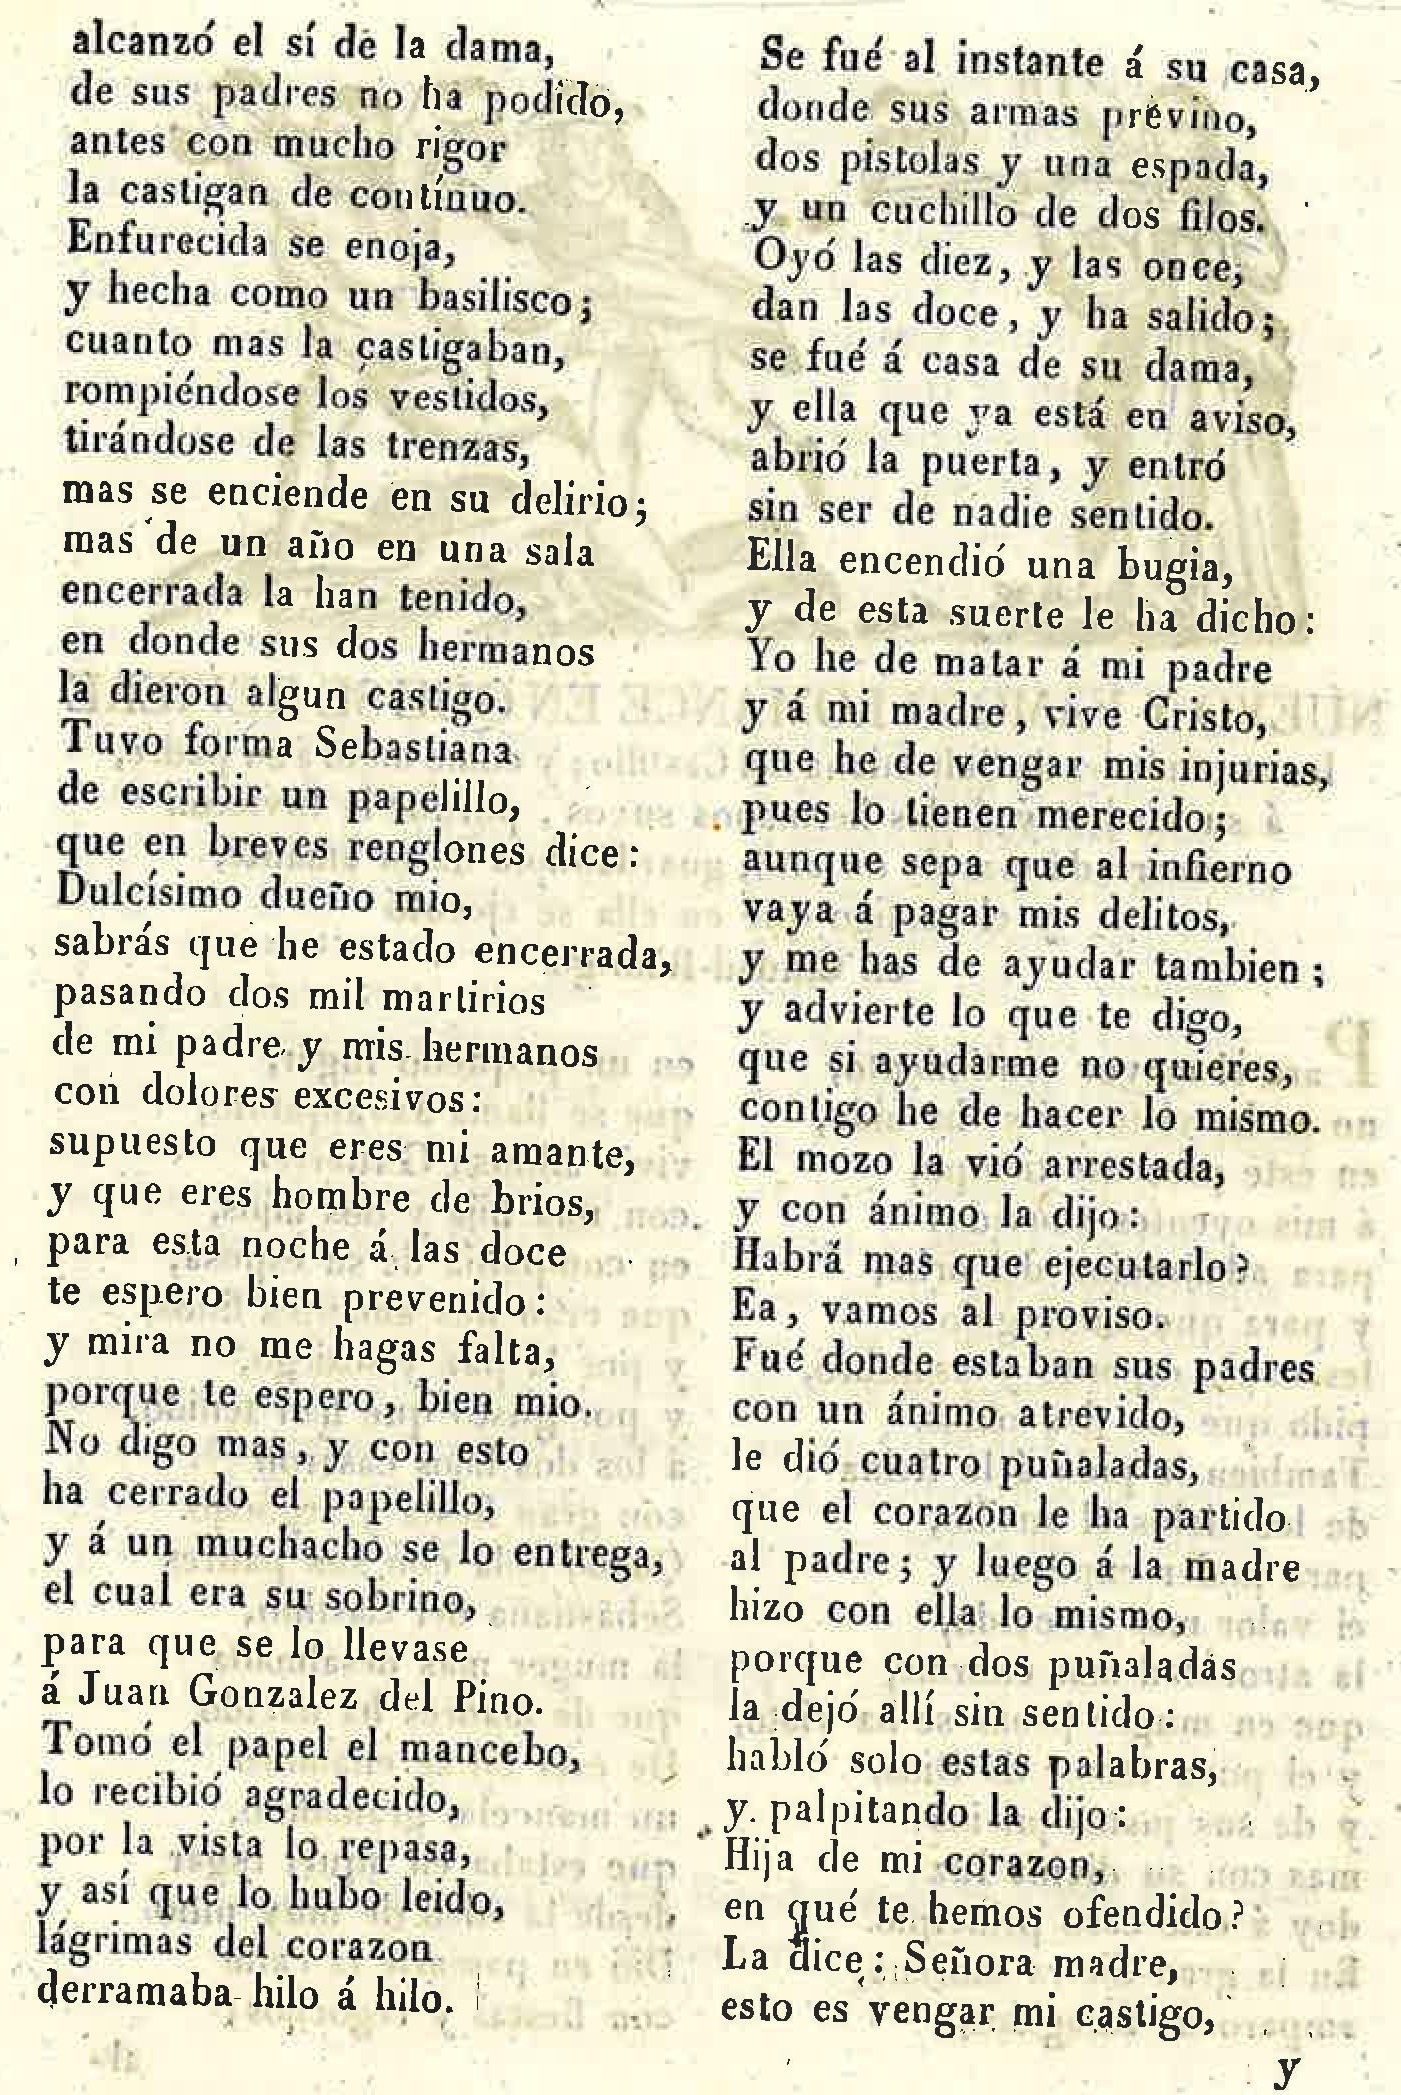 alcanzó el sí de la dama,
de sus padres no ha podido,
antes con mucho rigor
la castigan de contínuo.
Enfurecida se enoja,
y hecha como un basilisco;
cuanto mas la castigaban,
rompiéndose los vestidos,
tirándose de las trenzas,
mas se enciende en su delirio;
mas de un año en una sala
encerrada la han tenido,
en donde sus dos hermanos
la dieron algun castigo.
Tuvo forma Sebastiana
de escribir un papelillo,
que en breves renglones dice:
Dulcísimo dueño mio,
sabrás que he estado encerrada,
pasando dos mil martirios
de mi padre y mis hermanos
con dolores excesivos:
supuesto que eres mi amante,
y que eres hombre de brios,
para esta noche á las doce
te espero bien prevenido:
y mira no me hagas falta,
porque te espero, bien mio.
No digo mas, y con esto
ha cerrado el papelillo,
y á un muchacho se lo entrega,
el cual era su sobrino,
para que se lo llevase
á Juan Gonzalez del Pino.
Tomó el papel el mancebo,
lo recibió agradecido,
por la vista lo repasa,
y así que lo hubo leido,
lágrimas del corazon
derramaba hilo á hilo.
Se fué al instante á su casa,
donde sus armas previno,
dos pistolas y una espada,
y un cuchillo de dos filos.
Oyó las diez, y las once,
dan las doce, y ha salido;
se fué á casa de su dama,
y ella que ya está en aviso,
abrió la puerta, y entró
sin ser de nadie sentido.
Ella encendió una bugia,
y de esta suerte le ha dicho:
Yo he de matar á mi padre
y á mi madre, vive Cristo,
que he de vengar mis injurias,
pues lo tienen merecido;
aunque sepa que al infierno
vaya á pagar mis delitos,
y me has de ayudar tambien;
y advierte lo que te digo,
que si ayudarme no quieres,
contigo he de hacer lo mismo.
El mozo la vió arrestada,
y con ánimo la dijo:
Habrá mas que ejecutarlo?
Ea, vamos al proviso.
Fué donde estaban sus padres
con un ánimo atrevido,
le dió cuatro puñaladas,
que el corazon le ha partido
al padre; y luego á la madre
hizo con ella lo mismo,
porque con dos puñaladas
la dejó allí sin sentido:
habló solo estas palabras,
y palpitando la dijo:
Hija de mi corazon,
en qué te hemos ofendido?
La dice: Señora madre,
esto es vengar mi castigo,
y